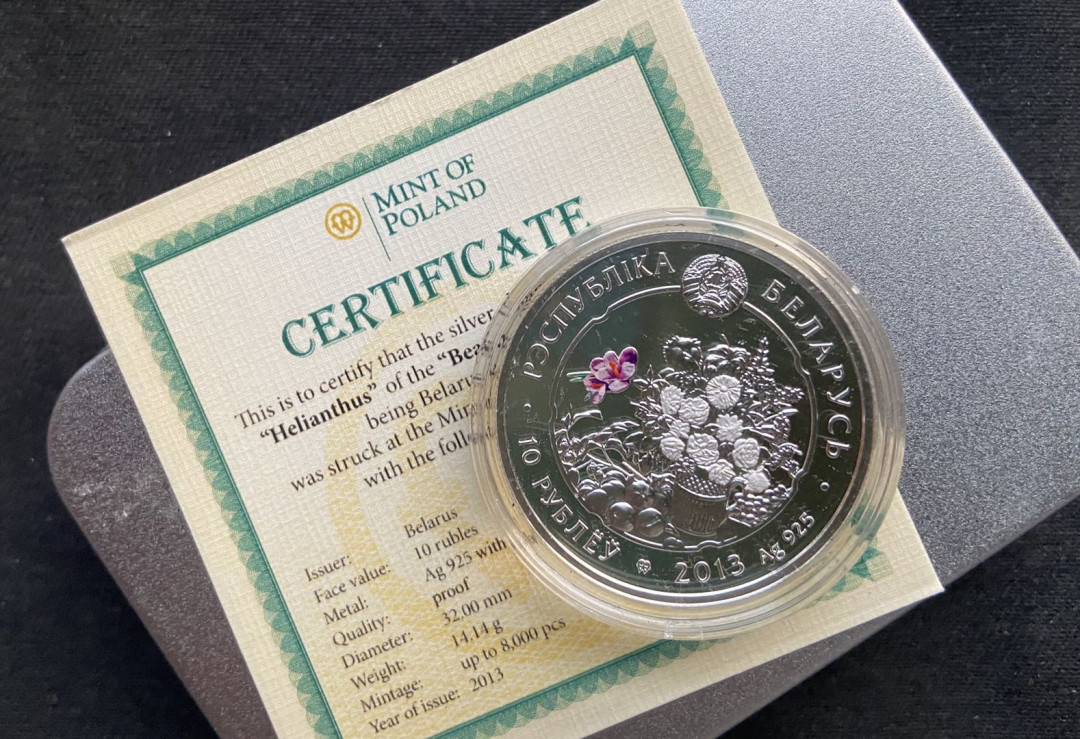 MINT OF
POLAND
CERTIFICATE
This is to certify that the silver
"Helianthus" of the
being Belarus
was struck at the
with the
Issuer: Belarus
Face value: 10 rubles
Metal: Ag 925 with
Quality: proof
Diameter: 32.00 mm
Weight: 14.14 g
Mintage: up to 8,000 pcs
Year of issue: 2013
РЭСПУБЛІКА БЕЛАРУСЬ
10 РУБЛЁЎ 2013 Ag 925